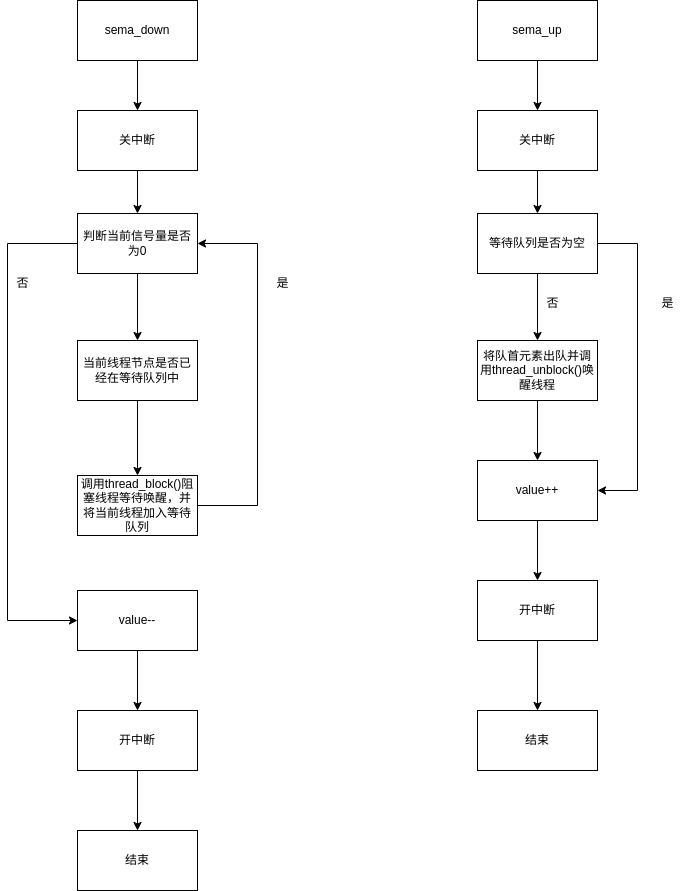 sema_down
关中断
判断当前信号量是否
为0
否
是
当前线程节点是否已
经在等待队列中
调用thread_block()阻
塞线程等待唤醒，并
将当前线程加入等待
队列
value--
开中断
结束
sema_up
关中断
等待队列是否为空
否
是
将队首元素出队并调
用thread_unblock()唤
醒线程
value++
开中断
结束